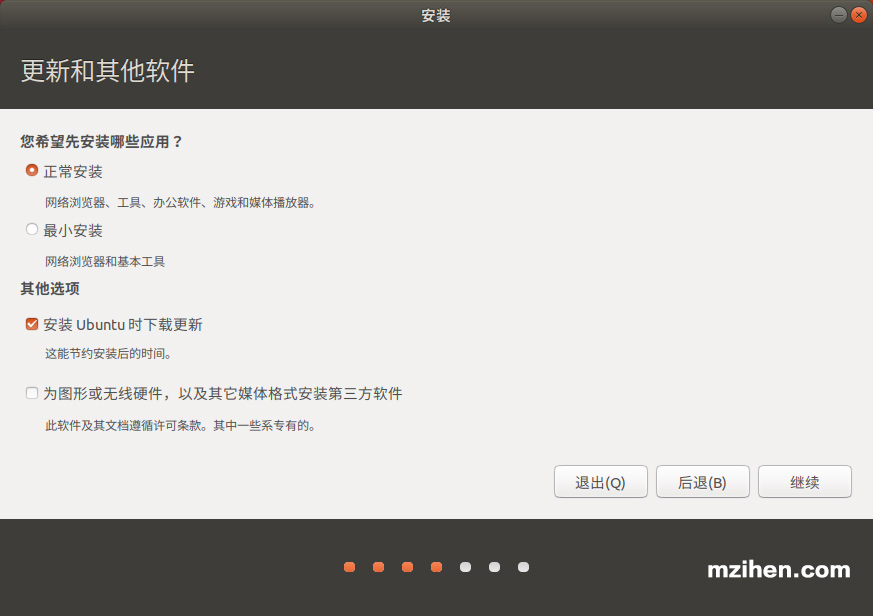 安装
更新和其他软件
您希望先安装哪些应用？
正常安装
网络浏览器、工具、办公软件、游戏和媒体播放器。
最小安装
网络浏览器和基本工具
其他选项
安装 Ubuntu 时下载更新
这能节约安装后的时间。
为图形或无线硬件，以及其它媒体格式安装第三方软件
此软件及其文档遵循许可条款。其中一些系专有的。
退出(Q)
后退(B)
继续
mzihen.com